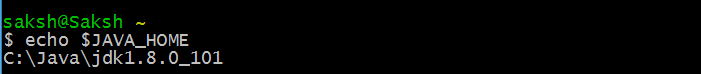 saksh@Saksh ~
$ echo $JAVA_HOME
C:\Java\jdk1.8.0_101